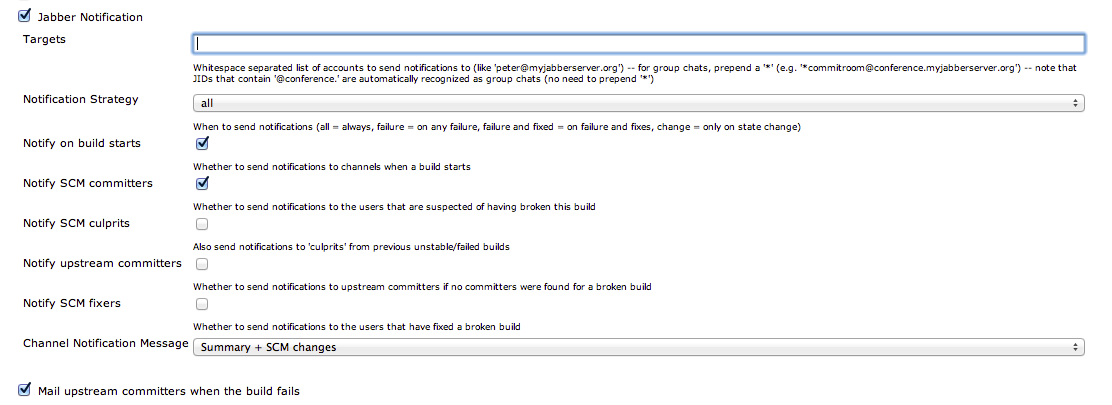 Jabber Notification
Targets
Whitespace separated list of accounts to send notifications to (like 'peter@myjabberserver.org') -- for group chats, prepend a '*' (e.g. '*commitroom@conference.myjabberserver.org') -- note that
JIDs that contain '@conference.' are automatically recognized as group chats (no need to prepend '*')
Notification Strategy
all
When to send notifications (all = always, failure = on any failure, failure and fixed = on failure and fixes, change = only on state change)
Notify on build starts
Whether to send notifications to channels when a build starts
Notify SCM committers
Whether to send notifications to the users that are suspected of having broken this build
Notify SCM culprits
Also send notifications to 'culprits' from previous unstable/failed builds
Notify upstream committers
Whether to send notifications to upstream committers if no committers were found for a broken build
Notify SCM fixers
Whether to send notifications to the users that have fixed a broken build
Channel Notification Message
Summary + SCM changes
Mail upstream committers when the build fails